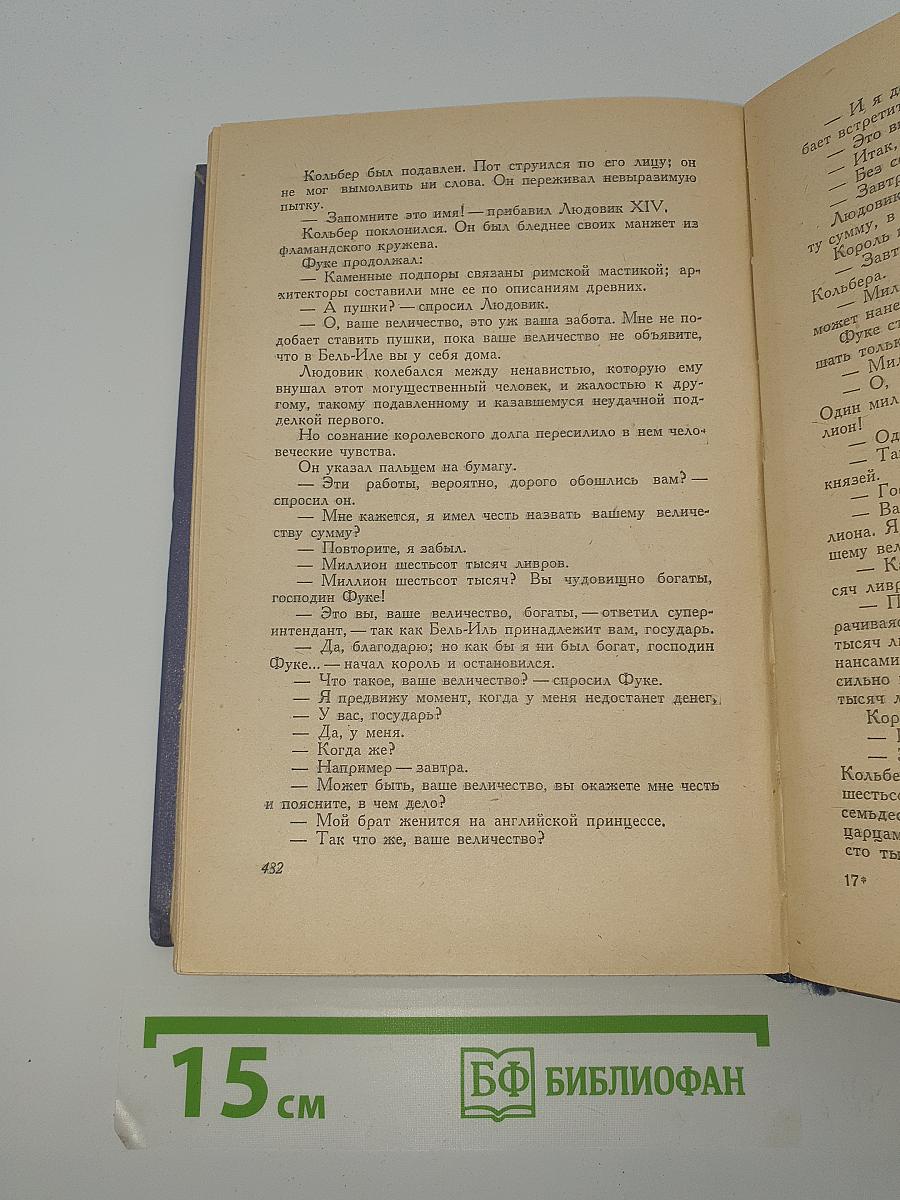 Кольбер был подавлен. Пот струился по его лицу; он
не мог вымолвить ни слова. Он переживал невыразимую
пытку.
— Запомните это имя! — прибавил Людовик XIV.
Кольбер поклонился. Он был бледнее своих манжет из
фламандского кружева.
Фуке продолжал:
— Каменные подпоры связаны римской мастикой; ар-
хитекторы составили мне ее по описаниям древних.
— А пушки? — спросил Людовик.
— О, ваше величество, это уж ваша забота. Мне не по-
добает ставить пушки, пока ваше величество не объявите,
что в Бель-Иле вы у себя дома.
Людовик колебался между ненавистью, которую ему
внушал этот могущественный человек, и жалостью к дру-
гому, такому подавленному и казавшемуся неудачной под-
делкой первого.
Но сознание королевского долга пересилило в нем чело-
веческие чувства.
Он указал пальцем на бумагу.
— Эти работы, вероятно, дорого обошлись вам? —
спросил он.
— Мне кажется, я имел честь назвать вашему величе-
ству сумму?
— Повторите, я забыл.
— Миллион шестьсот тысяч ливров.
— Миллион шестьсот тысяч? Вы чудовищно богаты,
господин Фуке!
— Это вы, ваше величество, богаты, — ответил супер-
интендант, — так как Бель-Иль принадлежит вам, государь.
— Да, благодарю; но как бы я ни был богат, господин
Фуке... — начал король и остановился.
— Что такое, ваше величество? — спросил Фуке.
— Я предвижу момент, когда у меня недостанет денег.
— У вас, государь?
— Да, у меня.
— Когда же?
— Например — завтра.
— Может быть, ваше величество, вы окажете мне честь
и поясните, в чем дело?
— Мой брат женится на английской принцессе.
— Так что же, ваше величество?
482
— И я
бает встретит
— Это
— Итак,
— Без
— Завтр
Людовик
ту сумму, в
Король
— Завт
Кольбера.
— Мил
может нане
Фуке ст
шать тольк
— Мил
— О,
Один мил
лион!
— Од
— Та
князей.
— Го
— Ва
лиона. Я
шему вел
— К
сяч ливр
— П
рачивая
тысяч л
нансами
сильно
тысяч л
Кор
—
—
Кольбе
шестьсо
семьдес
царцам
сто ты
17*
15 см
БФ БИБЛИОФАН